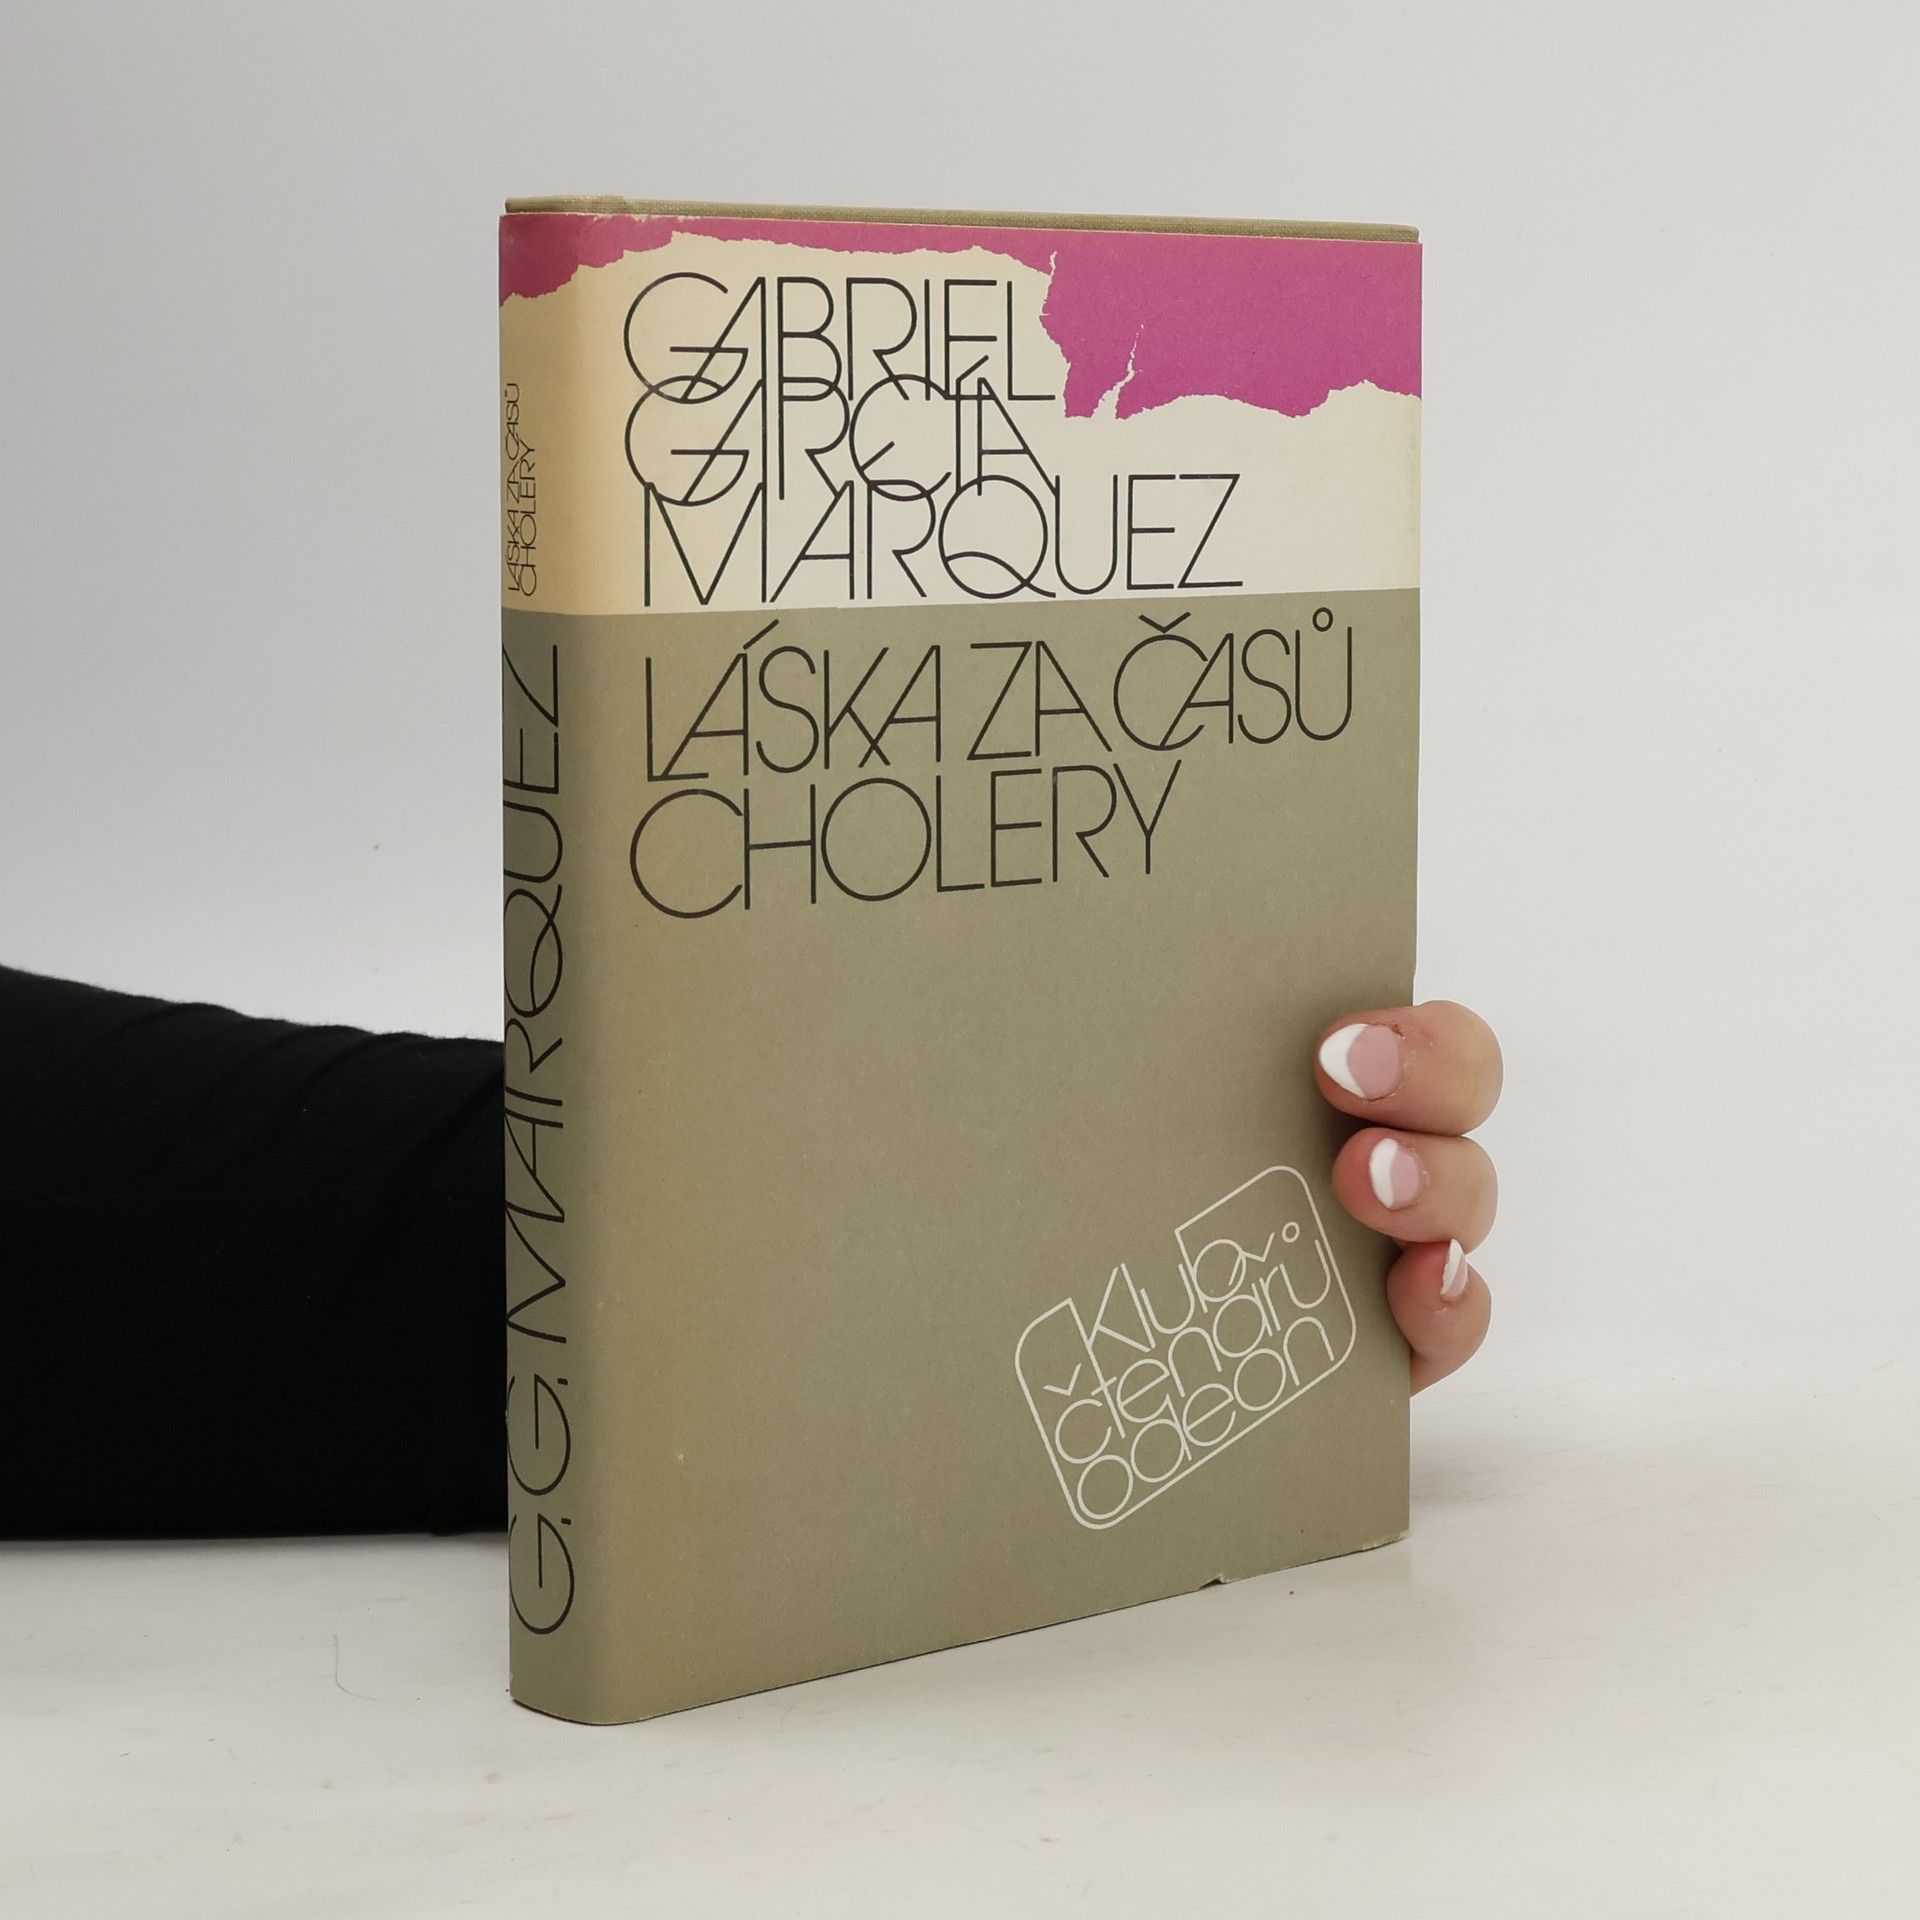 GABRIEL
GARCÍA
MARQUEZ
LÁSKA ZA ČASŮ
CHOLERY
klub
čtenářů
odeon
LÁSKA ZA ČASŮ
CHOLERY
G. G. MARQUEZ